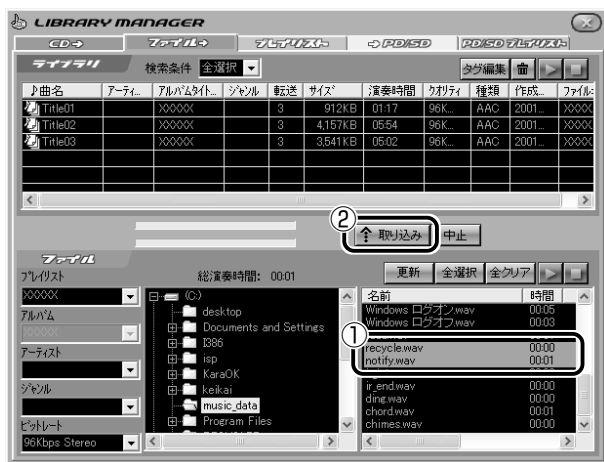 LIBRARY MANAGER
CD→ ファイル→ プレイリスト →PD/SD PD/SD プレイリスト
ライブラリ 検索条件 全選択 タグ編集
♪曲名 アーティ... アルバムタイト... ジャンル 転送 サイズ 演奏時間 クオリティ 種類 作成... ファイル:
Title01 XXXXX 3 912KB 01:17 96K... AAC 2001... XXXX
Title02 XXXXX 3 4,157KB 05:54 96K... AAC 2001... XXXX
Title03 XXXXX 3 3,541KB 05:02 96K... AAC 2001... XXXX
② 取り込み 中止
ファイル
プレイリスト 総演奏時間: 00:01 更新 全選択 全クリア
XXXXX (C:) 名前 時間
アルバム desktop Windows ログオン.wav 00:05
XXXXX Documents and Settings Windows ログオフ.wav 00:03
アーティスト I386 ①
isp recycle.wav 00:00
KaraOK notify.wav 00:01
ジャンル keikai ir_end.wav 00:00
music_data ding.wav 00:00
ビットレート Program Files chord.wav 00:01
96Kbps Stereo chimes.wav 00:00